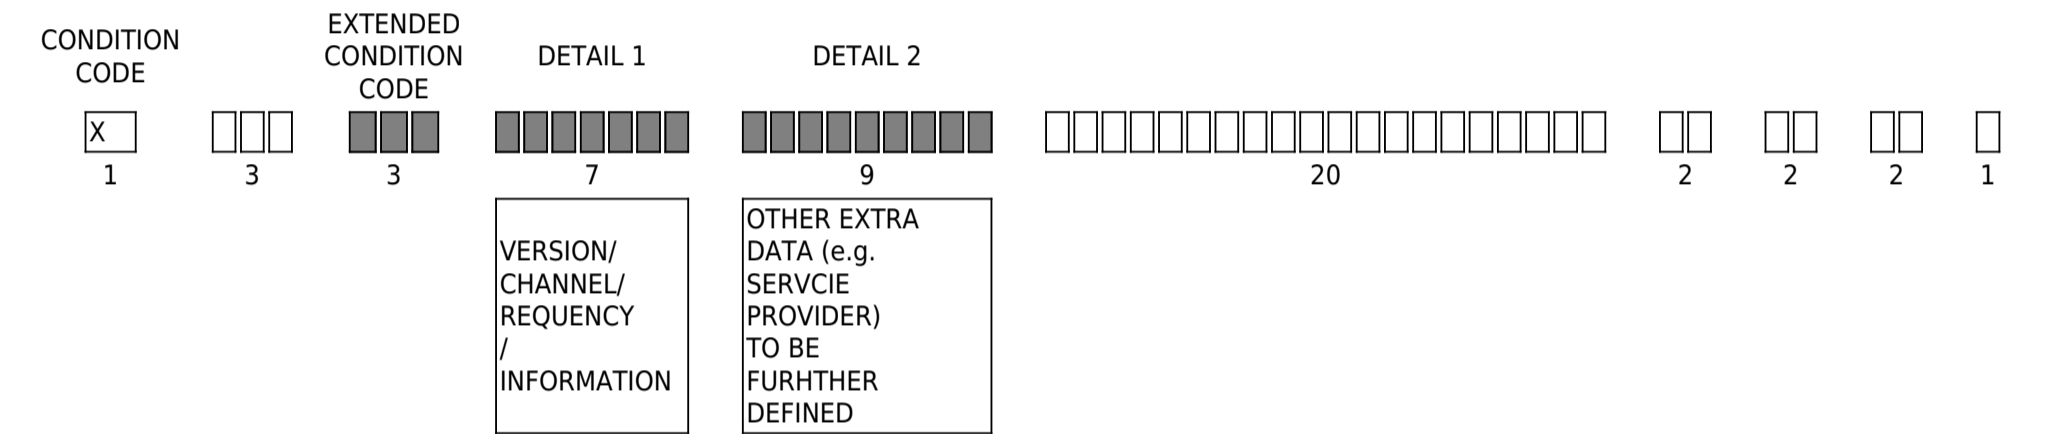 CONDITION
CODE
EXTENDED
CONDITION
CODE
DETAIL 1
DETAIL 2
X
1
3
3
7
9
20
2
2
2
1
VERSION/
CHANNEL/
REQUENCY
/
INFORMATION
OTHER EXTRA
DATA (e.g.
SERVCIE
PROVIDER)
TO BE
FURHTHER
DEFINED